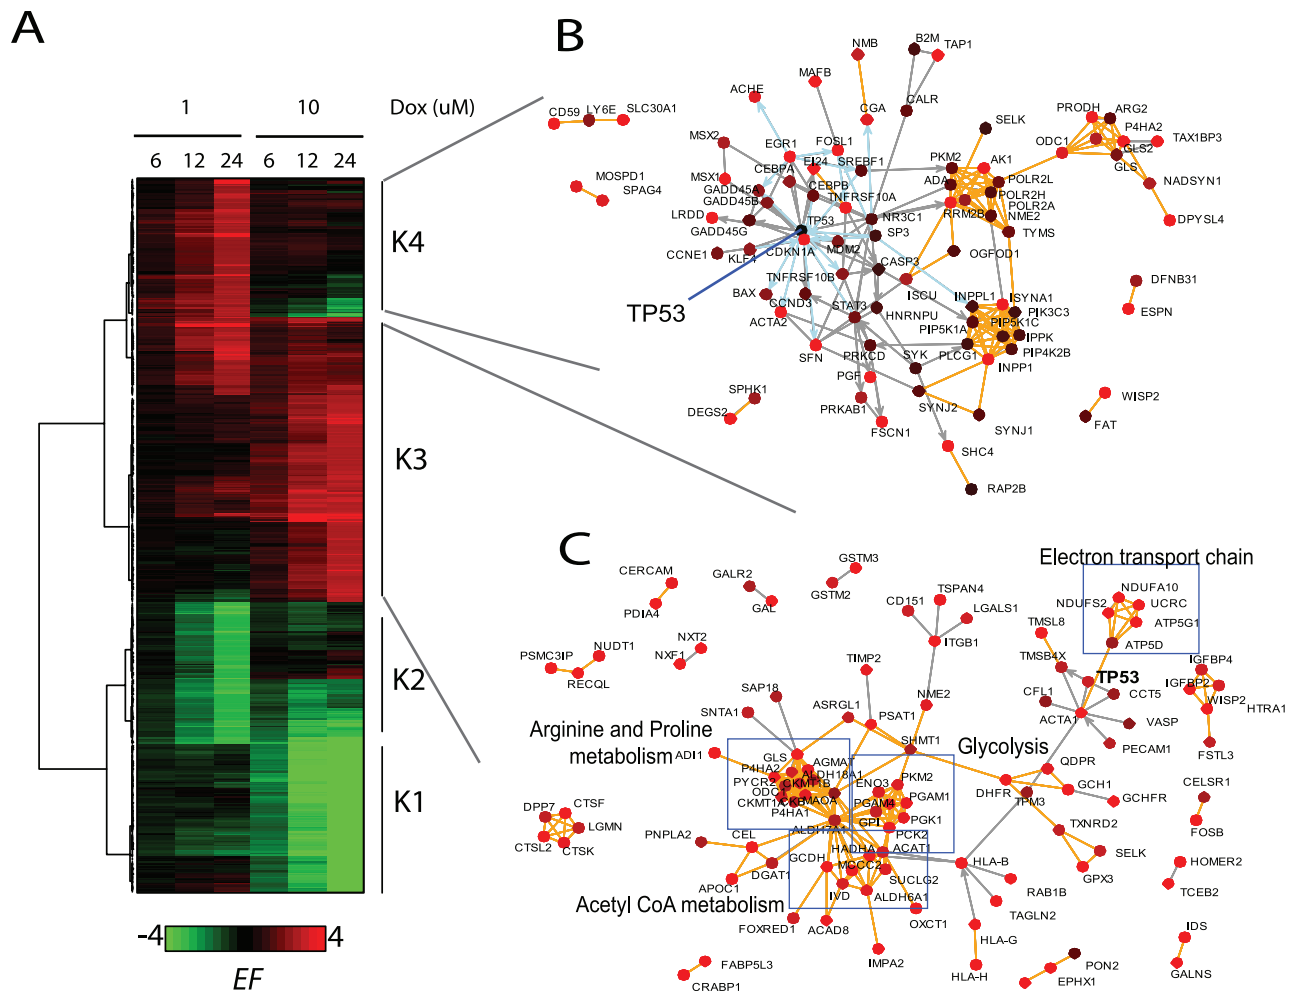 A
1
10
Dox (uM)
6
12
24
6
12
24
K4
K3
K2
K1
-4
4
EF
B
CD59
LY6E
SLC30A1
MOSPD1
SPAG4
NMB
B2M
TAP1
MAFB
ACHE
CGA
CALR
MSX2
EGR1
FOSL1
EI24
SREBF1
CEBPA
MSX1
GADD45A
CEBPB
GADD45B
TNFRSF10A
LRDD
GADD45G
TP53
NR3C1
SP3
CCNE1
KLF4
CDKN1A
MDM2
CASP3
TNFRSF10B
BAX
CCND3
STAT3
ISCU
ACTA2
HNRNPU
SFN
PRKCD
SYK
PLCG1
PGF
PRKAB1
FSCN1
SYNJ2
SYNJ1
SHC4
RAP2B
SELK
PKM2
AK1
ADA
POLR2L
POLR2H
POLR2A
RRM2B
NME2
TYMS
OGFOD1
PRODH
ARG2
P4HA2
ODC1
TAX1BP3
GLS2
GLS
NADSYN1
DPYSL4
INPPL1
ISYNA1
PIK3C3
PIP5K1A
PIP5K1C
IPPK
PIP4K2B
INPP1
DFNB31
ESPN
WISP2
FAT
SPHK1
DEGS2
TP53
C
CERCAM
PDIA4
GALR2
GAL
GSTM3
GSTM2
CD151
TSPAN4
LGALS1
ITGB1
Electron transport chain
NDUFA10
NDUFS2
UCRC
ATP5G1
ATP5D
TMSL8
TMSB4X
TP53
CFL1
CCT5
ACTA1
VASP
PECAM1
IGFBP4
IGFBP2
WISP2
HTRA1
FSTL3
PSMC3IP
NUDT1
RECQL
NXT2
NXF1
TIMP2
SAP18
SNTA1
ASRGL1
PSAT1
NME2
SHMT1
Arginine and Proline
metabolism
ADI1
GLS
P4HA2
AGMAT
ALDH18A1
PYCR2
CKMT1B
ODC1
CKMT1A
CKB
MAOA
P4HA1
ALDH7A1
Glycolysis
ENO3
PKM2
PGAM4
PGAM1
GPI
PGK1
PCK2
QDPR
GCH1
DHFR
TPM3
GCHFR
CELSR1
FOSB
TXNRD2
SELK
GPX3
DPP7
CTSF
LGMN
CTSL2
CTSK
PNPLA2
CEL
APOC1
DGAT1
GCDH
HADHA
ACAT1
MCCC2
SUCLG2
IVD
ALDH6A1
Acetyl CoA metabolism
FOXRED1
ACAD8
OXCT1
IMPA2
HLA-B
RAB1B
TAGLN2
HLA-G
HLA-H
HOMER2
TCEB2
IDS
GALNS
FABP5L3
CRABP1
PON2
EPHX1